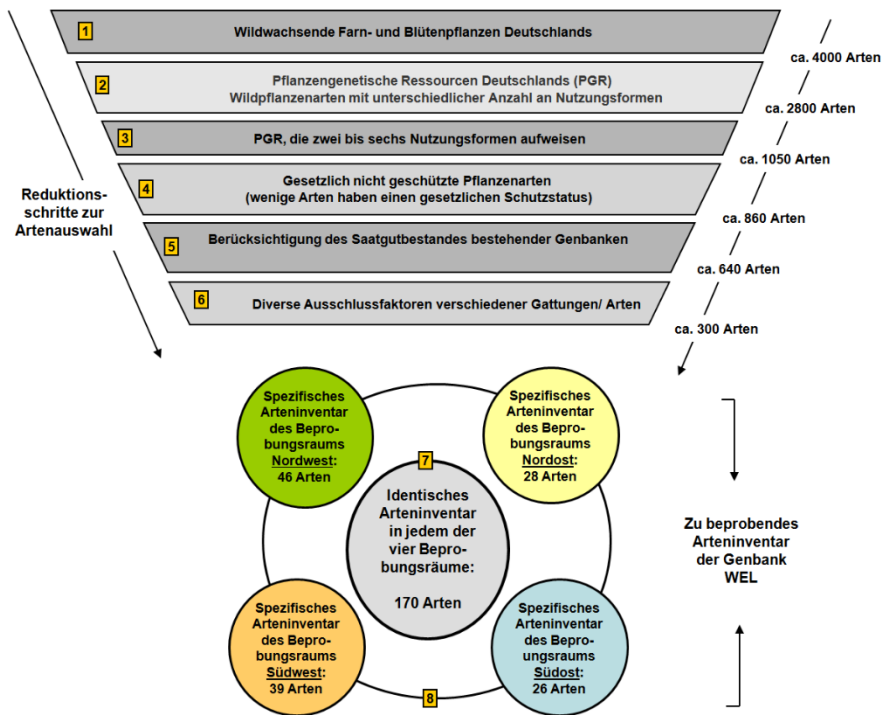 1
Wildwachsende Farn- und Blütenpflanzen Deutschlands
ca. 4000 Arten
2
Pflanzengenetische Ressourcen Deutschlands (PGR)
Wildpflanzenarten mit unterschiedlicher Anzahl an Nutzungsformen
ca. 2800 Arten
3
PGR, die zwei bis sechs Nutzungsformen aufweisen
ca. 1050 Arten
4
Gesetzlich nicht geschützte Pflanzenarten
(wenige Arten haben einen gesetzlichen Schutzstatus)
ca. 860 Arten
Reduktions-
schritte zur
Artenauswahl
5
Berücksichtigung des Saatgutbestandes bestehender Genbanken
ca. 640 Arten
6
Diverse Ausschlussfaktoren verschiedener Gattungen/ Arten
ca. 300 Arten
Spezifisches
Arteninventar
des Bepro-
bungsraums
Nordwest:
46 Arten
Spezifisches
Arteninventar
des Bepro-
bungsraums
Nordost:
28 Arten
7
Identisches
Arteninventar
in jedem der
vier Bepro-
bungsräume:
170 Arten
Zu beprobendes
Arteninventar
der Genbank
WEL
Spezifisches
Arteninventar
des Bepro-
bungsraums
Südwest:
39 Arten
Spezifisches
Arteninventar
des Bepro-
ungsraums
Südost:
26 Arten
8